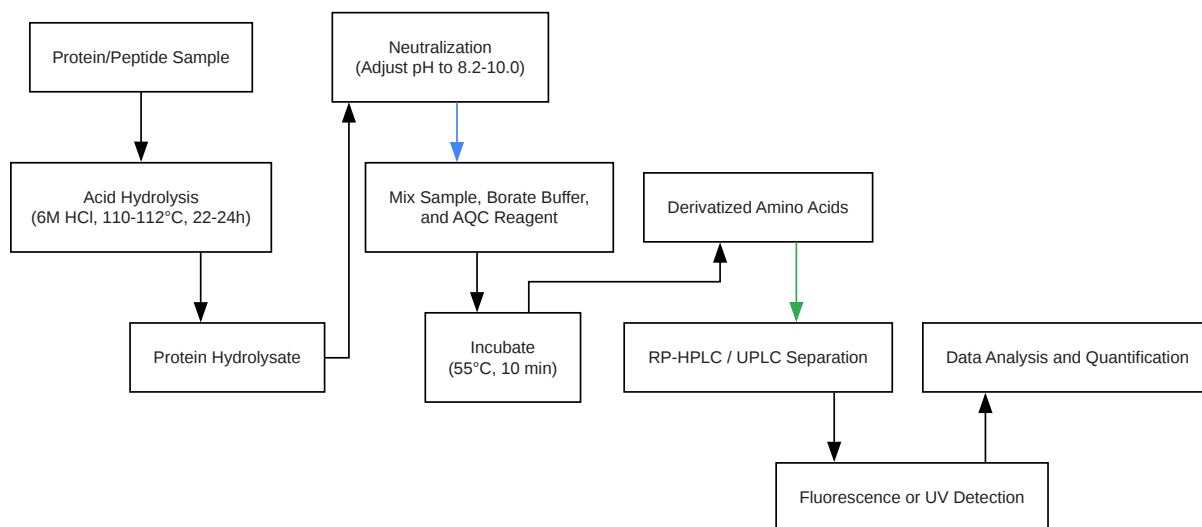 Protein/Peptide Sample
Acid Hydrolysis
(6M HCl, 110-112°C, 22-24h)
Protein Hydrolysate
Neutralization
(Adjust pH to 8.2-10.0)
Mix Sample, Borate Buffer,
and AQC Reagent
Incubate
(55°C, 10 min)
Derivatized Amino Acids
RP-HPLC / UPLC Separation
Fluorescence or UV Detection
Data Analysis and Quantification